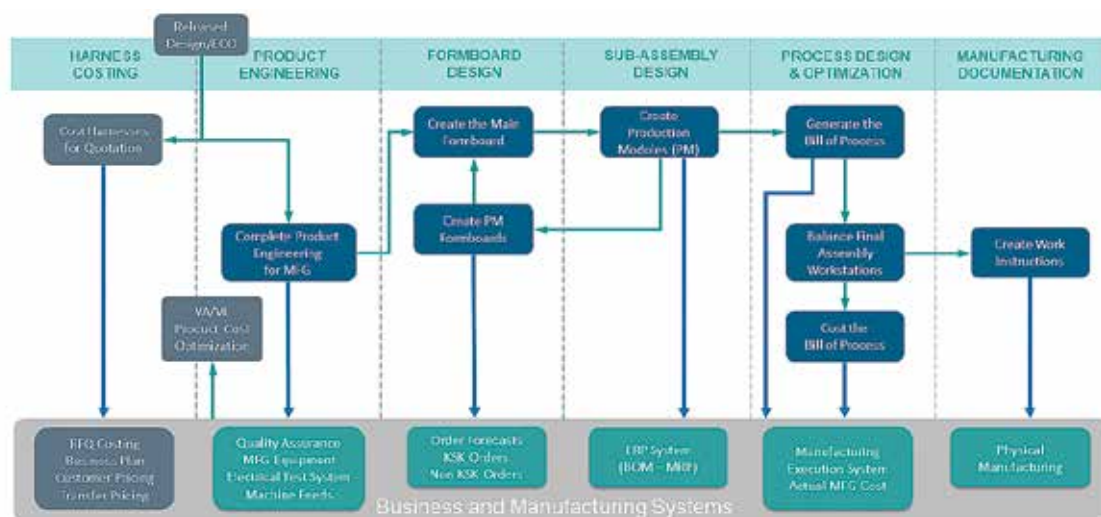 Released
Design/ECO
HARNESS
COSTING
PRODUCT
ENGINEERING
FORMBOARD
DESIGN
SUB-ASSEMBLY
DESIGN
PROCESS DESIGN
& OPTIMIZATION
MANUFACTURING
DOCUMENTATION
Cost Harnesses
for Quotation
Create the Main
Formboard
Create
Production
Modules (PM)
Generate the
Bill of Process
Complete Product
Engineering
for MFG
Create PM
Formboards
Balance Final
Assembly
Workstations
Create Work
Instructions
Product Cost
Optimization
Cost the
Bill of Process
RFQ Costing
Business Plan
Customer Pricing
Transfer Pricing
Quality Assurance
MFG Equipment
Electrical Test System
Machine Feeds
Order Forecasts
KSK Orders
Non KSK Orders
ERP System
(BOM – MRP)
Manufacturing
Execution System
Actual MFG Cost
Physical
Manufacturing
Business and Manufacturing Systems